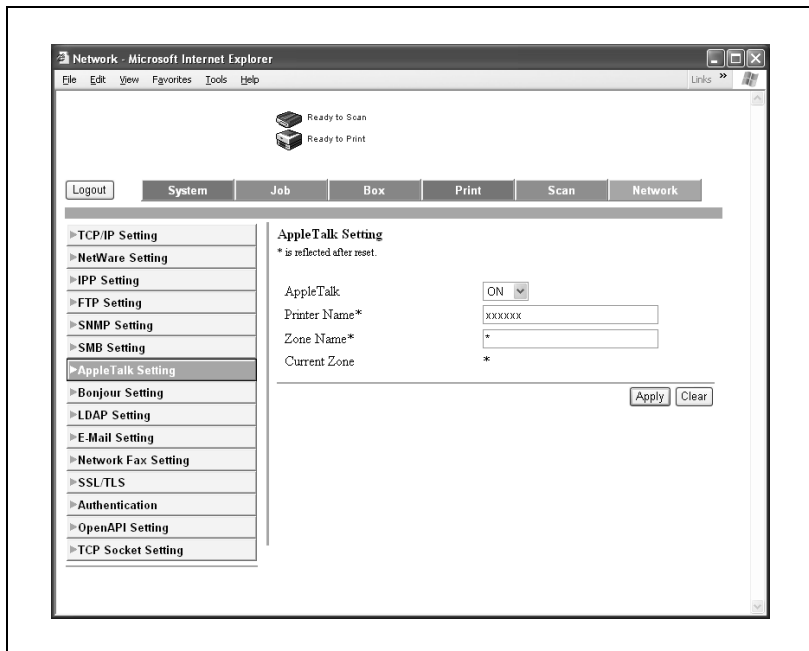 Network - Microsoft Internet Explorer
File Edit View Favorites Tools Help Links »
Ready to Scan
Ready to Print
Logout System Job Box Print Scan Network
TCP/IP Setting
NetWare Setting
IPP Setting
FTP Setting
SNMP Setting
SMB Setting
AppleTalk Setting
Bonjour Setting
LDAP Setting
E-Mail Setting
Network Fax Setting
SSL/TLS
Authentication
OpenAPI Setting
TCP Socket Setting
AppleTalk Setting
* is reflected after reset.
AppleTalk ON
Printer Name* xxxxxx
Zone Name* *
Current Zone *
Apply Clear